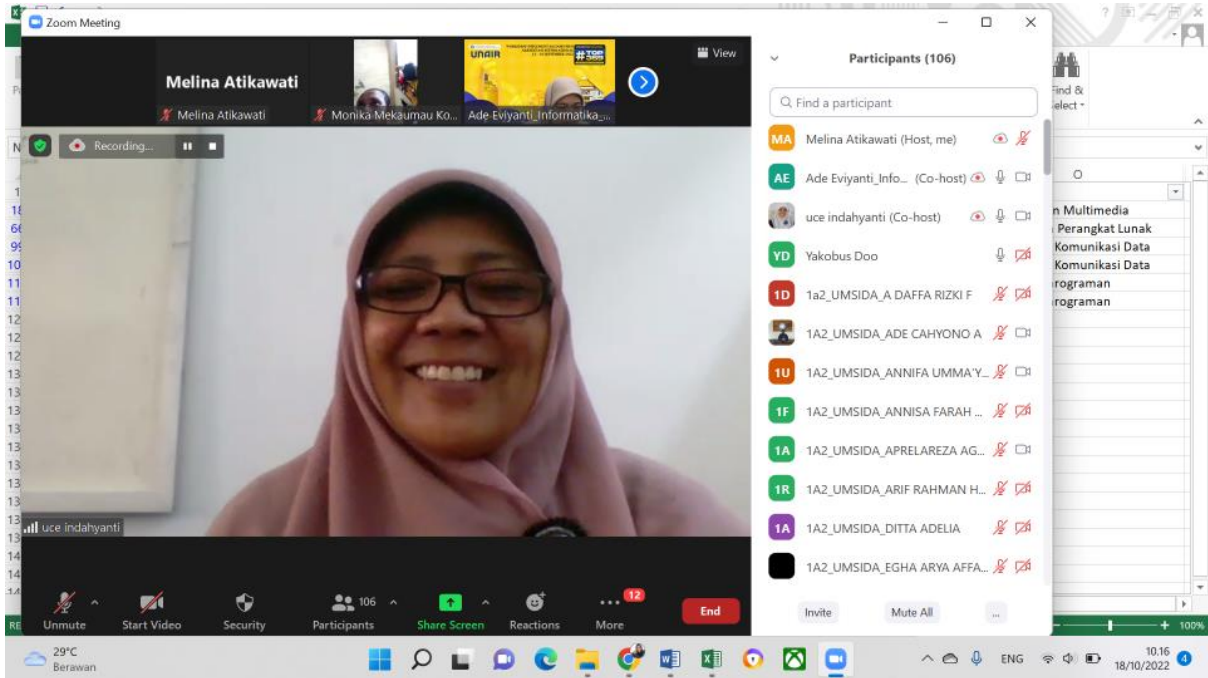 Zoom Meeting
View
Melina Atikawati
UNAIR
Melina Atikawati
Monika Mekaumau Ko...
Ade Eviyanti_Informatika_...
Recording...
uce indahyanti
Participants (106)
Find a participant
MA Melina Atikawati (Host, me)
AE Ade Eviyanti_Info... (Co-host)
uce indahyanti (Co-host)
YD Yakobus Doo
1D 1a2_UMSIDA_A DAFFA RIZKI F
1A2_UMSIDA_ADE CAHYONO A
1U 1A2_UMSIDA_ANNIFA UMMA'Y...
1F 1A2_UMSIDA_ANNISA FARAH ...
1A 1A2_UMSIDA_APRELAREZA AG...
1R 1A2_UMSIDA_ARIF RAHMAN H...
1A 1A2_UMSIDA_DITTA ADELIA
1A2_UMSIDA_EGHA ARYA AFFA...
Invite Mute All ...
Unmute Start Video Security Participants 106 Share Screen Reactions More 12 End
Find &
elect
O
n Multimedia
Perangkat Lunak
Komunikasi Data
Komunikasi Data
rograman
rograman
100%
29°C
Berawan
ENG
10.16
18/10/2022
4